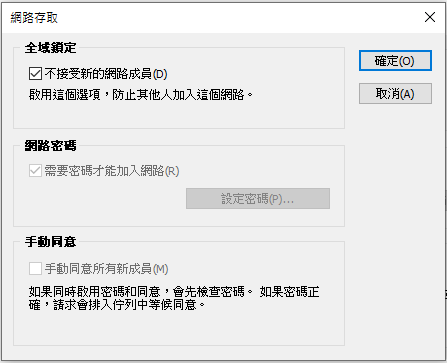 網路存取
全域鎖定
不接受新的網路成員(D)
啟用這個選項，防止其他人加入這個網路。
確定(O)
取消(A)
網路密碼
需要密碼才能加入網路(R)
設定密碼(P)...
手動同意
手動同意所有新成員(M)
如果同時啟用密碼和同意，會先檢查密碼。 如果密碼正
確，請求會排入佇列中等候同意。